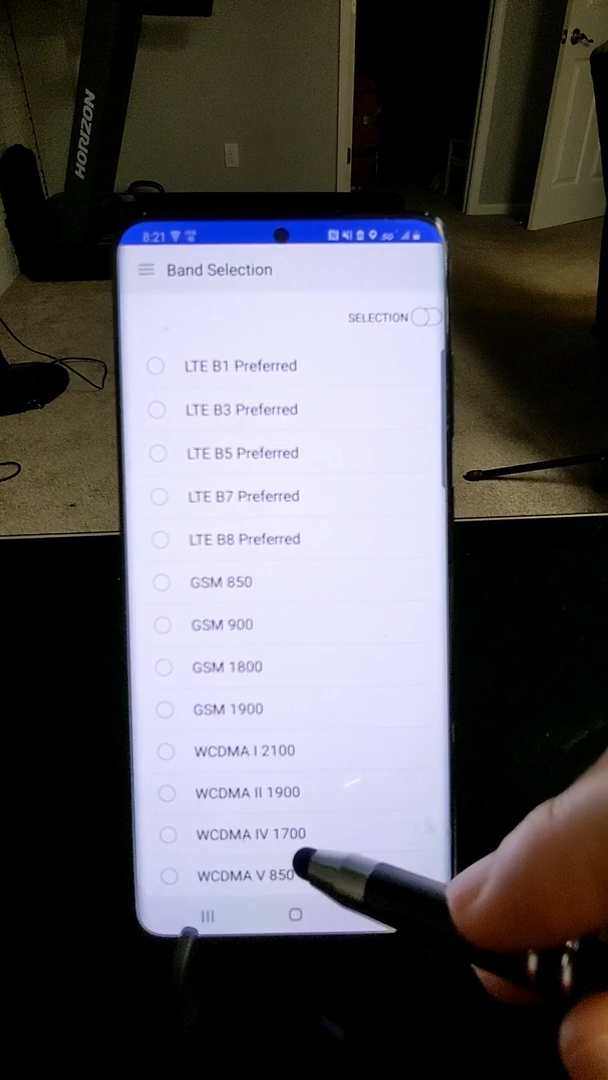 HORIZON
8:21
5G
Band Selection
SELECTION
LTE B1 Preferred
LTE B3 Preferred
LTE B5 Preferred
LTE B7 Preferred
LTE B8 Preferred
GSM 850
GSM 900
GSM 1800
GSM 1900
WCDMA I 2100
WCDMA II 1900
WCDMA IV 1700
WCDMA V 850